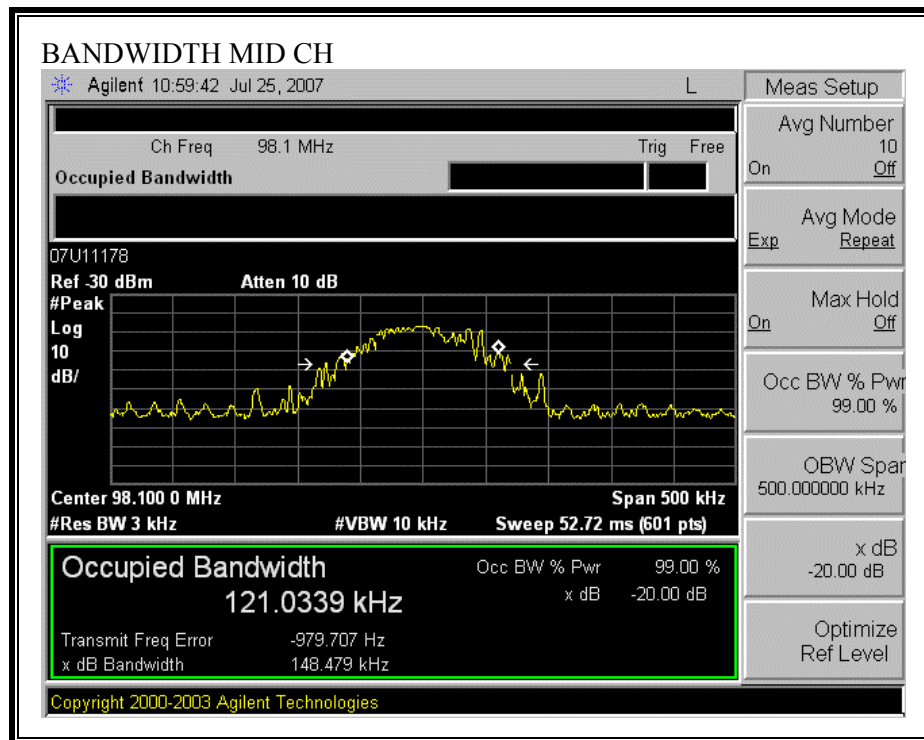 BANDWIDTH MID CH
Agilent 10:59:42 Jul 25, 2007 L
Meas Setup
Ch Freq 98.1 MHz Trig Free
Occupied Bandwidth
07U11178
Ref -30 dBm Atten 10 dB
#Peak
Log
10
dB/
Center 98.100 0 MHz Span 500 kHz
#Res BW 3 kHz #VBW 10 kHz Sweep 52.72 ms (601 pts)
Occupied Bandwidth
121.0339 kHz
Occ BW % Pwr 99.00 %
x dB -20.00 dB
Transmit Freq Error -979.707 Hz
x dB Bandwidth 148.479 kHz
Copyright 2000-2003 Agilent Technologies
Avg Number
10
On Off
Avg Mode
Exp Repeat
Max Hold
On Off
Occ BW % Pwr
99.00 %
OBW Span
500.000000 kHz
x dB
-20.00 dB
Optimize
Ref Level